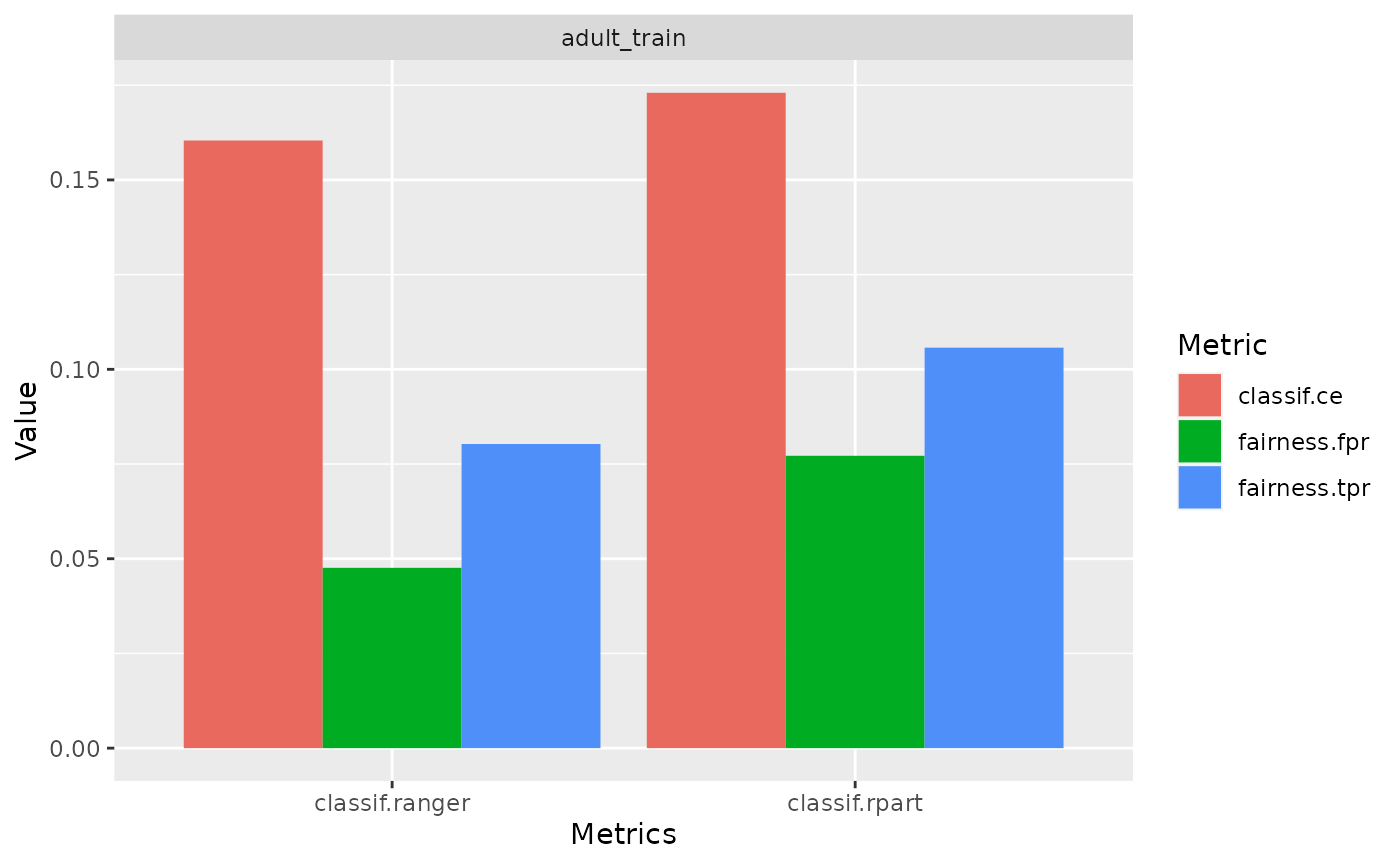 adult_train
0.15
0.10
0.05
0.00
Value
classif.ranger
classif.rpart
Metrics
Metric
classif.ce
fairness.fpr
fairness.tpr